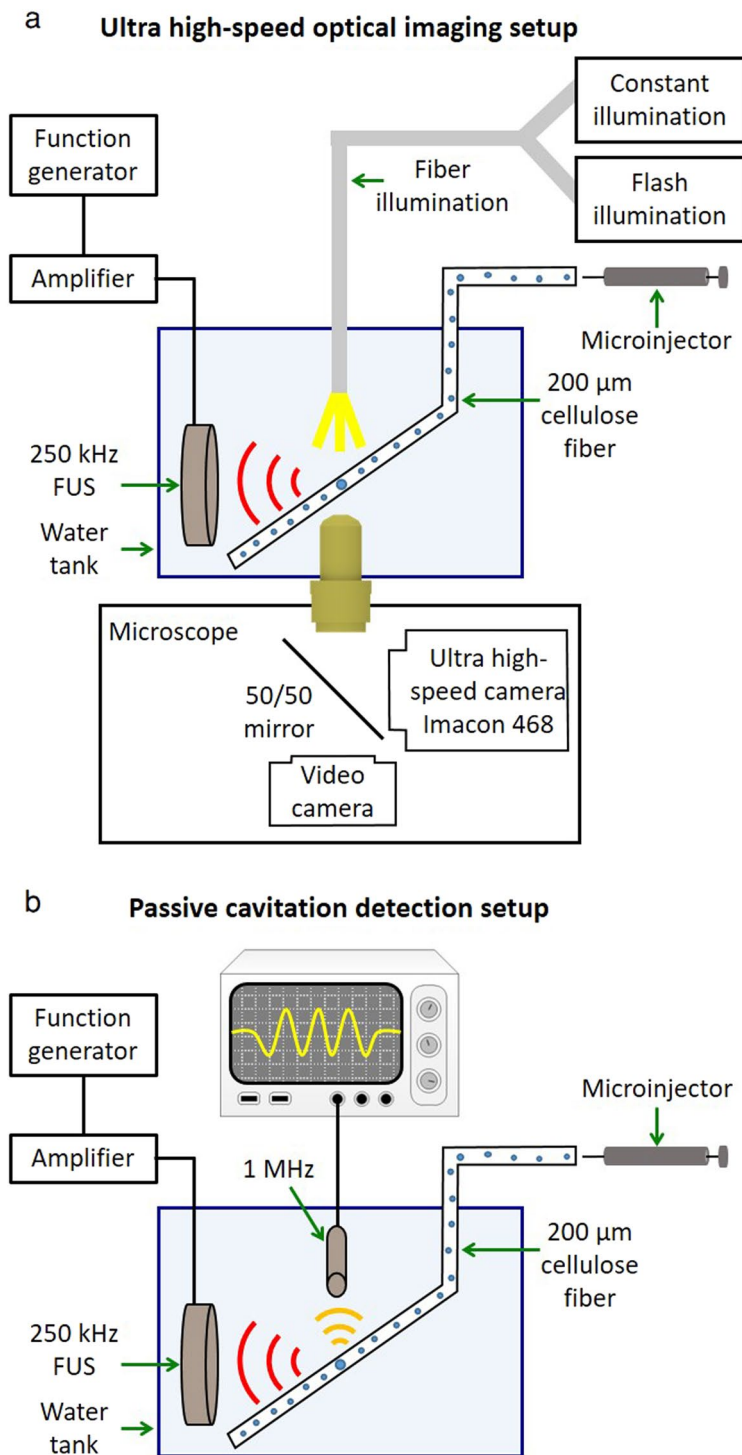 a
Ultra high-speed optical imaging setup
Constant
illumination
Function
generator
Fiber
illumination
Flash
illumination
Amplifier
Microinjector
200 µm
cellulose
fiber
250 kHz
FUS
Water
tank
Microscope
Ultra high-
speed camera
Imacon 468
50/50
mirror
Video
camera
b
Passive cavitation detection setup
Function
generator
Microinjector
Amplifier
1 MHz
200 µm
cellulose
fiber
250 kHz
FUS
Water
tank